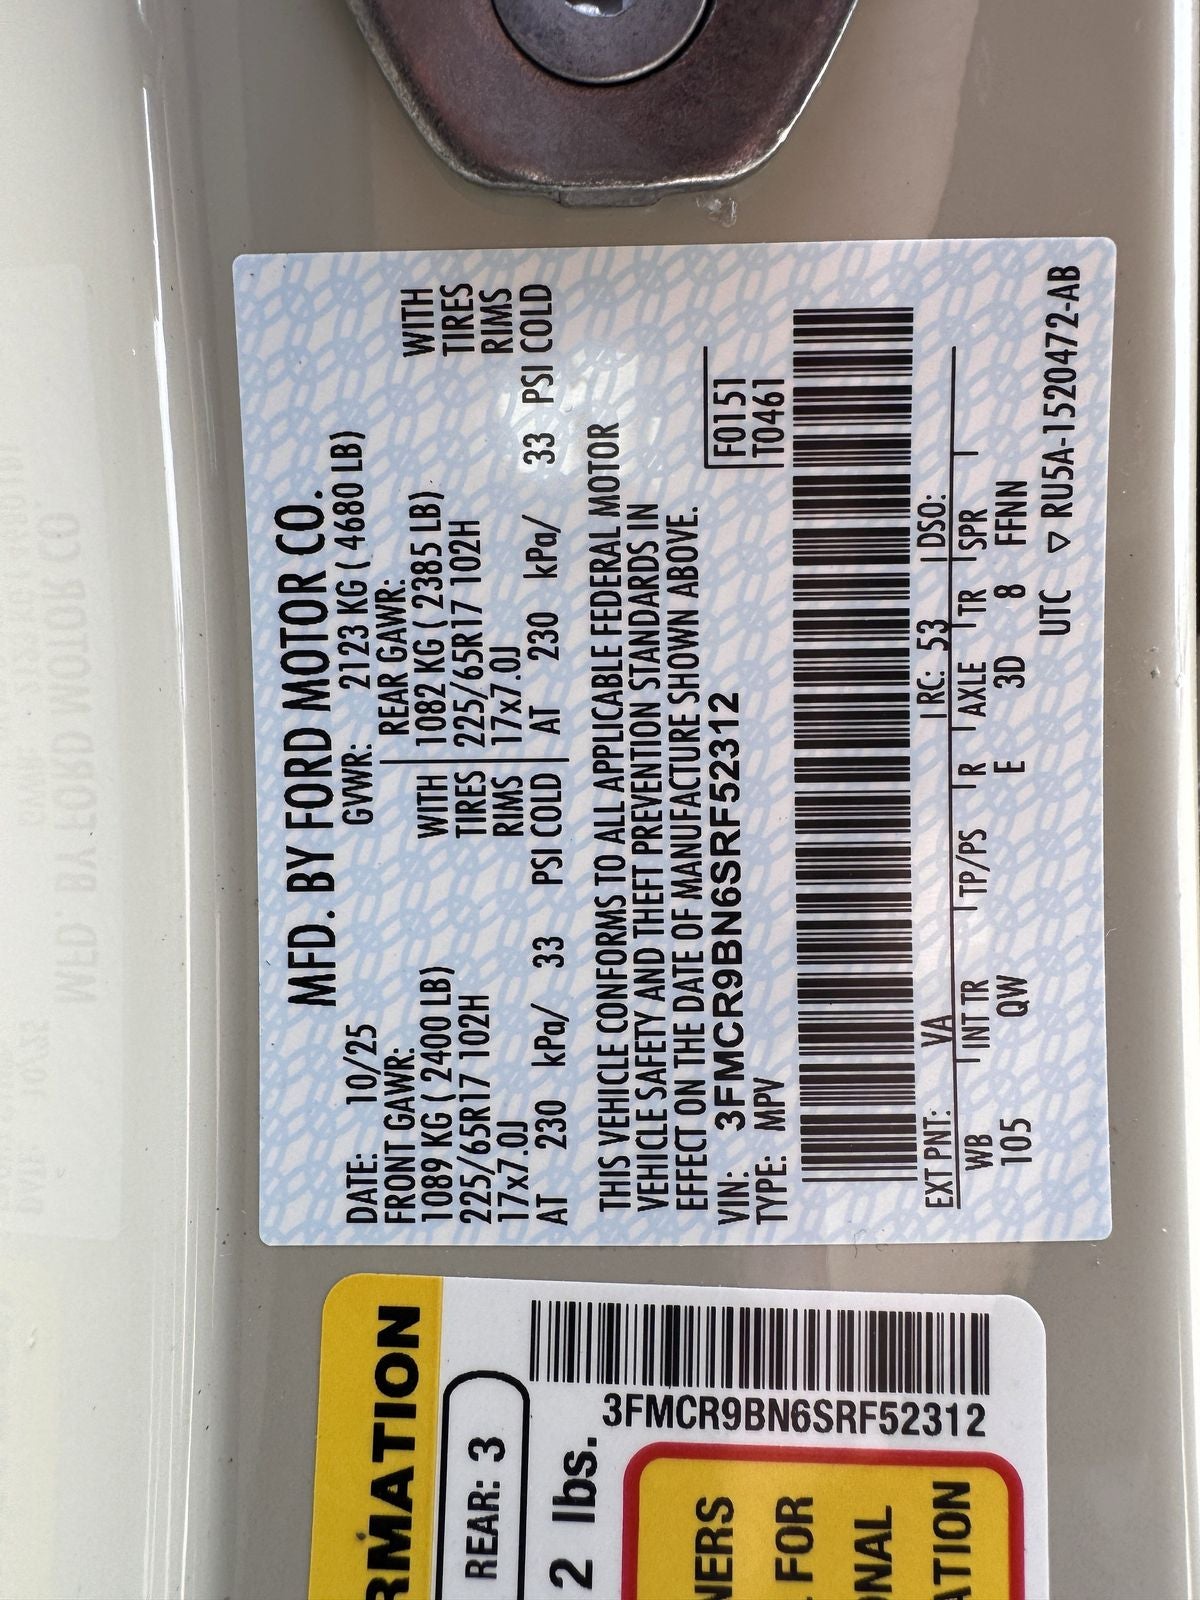 MFD. BY FORD MOTOR CO.
DATE: 10/25 GVWR: 2123 KG ( 4680 LB)
FRONT GAWR: REAR GAWR:
1089 KG ( 2400 LB) WITH 1082 KG ( 2385 LB) WITH
225/65R17 102H TIRES 225/65R17 102H TIRES
17x7.0J RIMS 17x7.0J RIMS
AT 230 kPa/ 33 PSI COLD AT 230 kPa/ 33 PSI COLD
THIS VEHICLE CONFORMS TO ALL APPLICABLE FEDERAL MOTOR
VEHICLE SAFETY AND THEFT PREVENTION STANDARDS IN
EFFECT ON THE DATE OF MANUFACTURE SHOWN ABOVE.
VIN: 3FMCR9BN6SRF52312 F0151
TYPE: MPV T0461
EXT PNT: VA RC: 53 DSO:
WB INT TR TP/PS R AXLE TR SPR
105 QW E 3D 8 FFNN
UTC ▽ RU5A-1520472-AB
RMATION
REAR: 3
2 lbs.
3FMCR9BN6SRF52312
NERS
FOR
ONAL
ATION